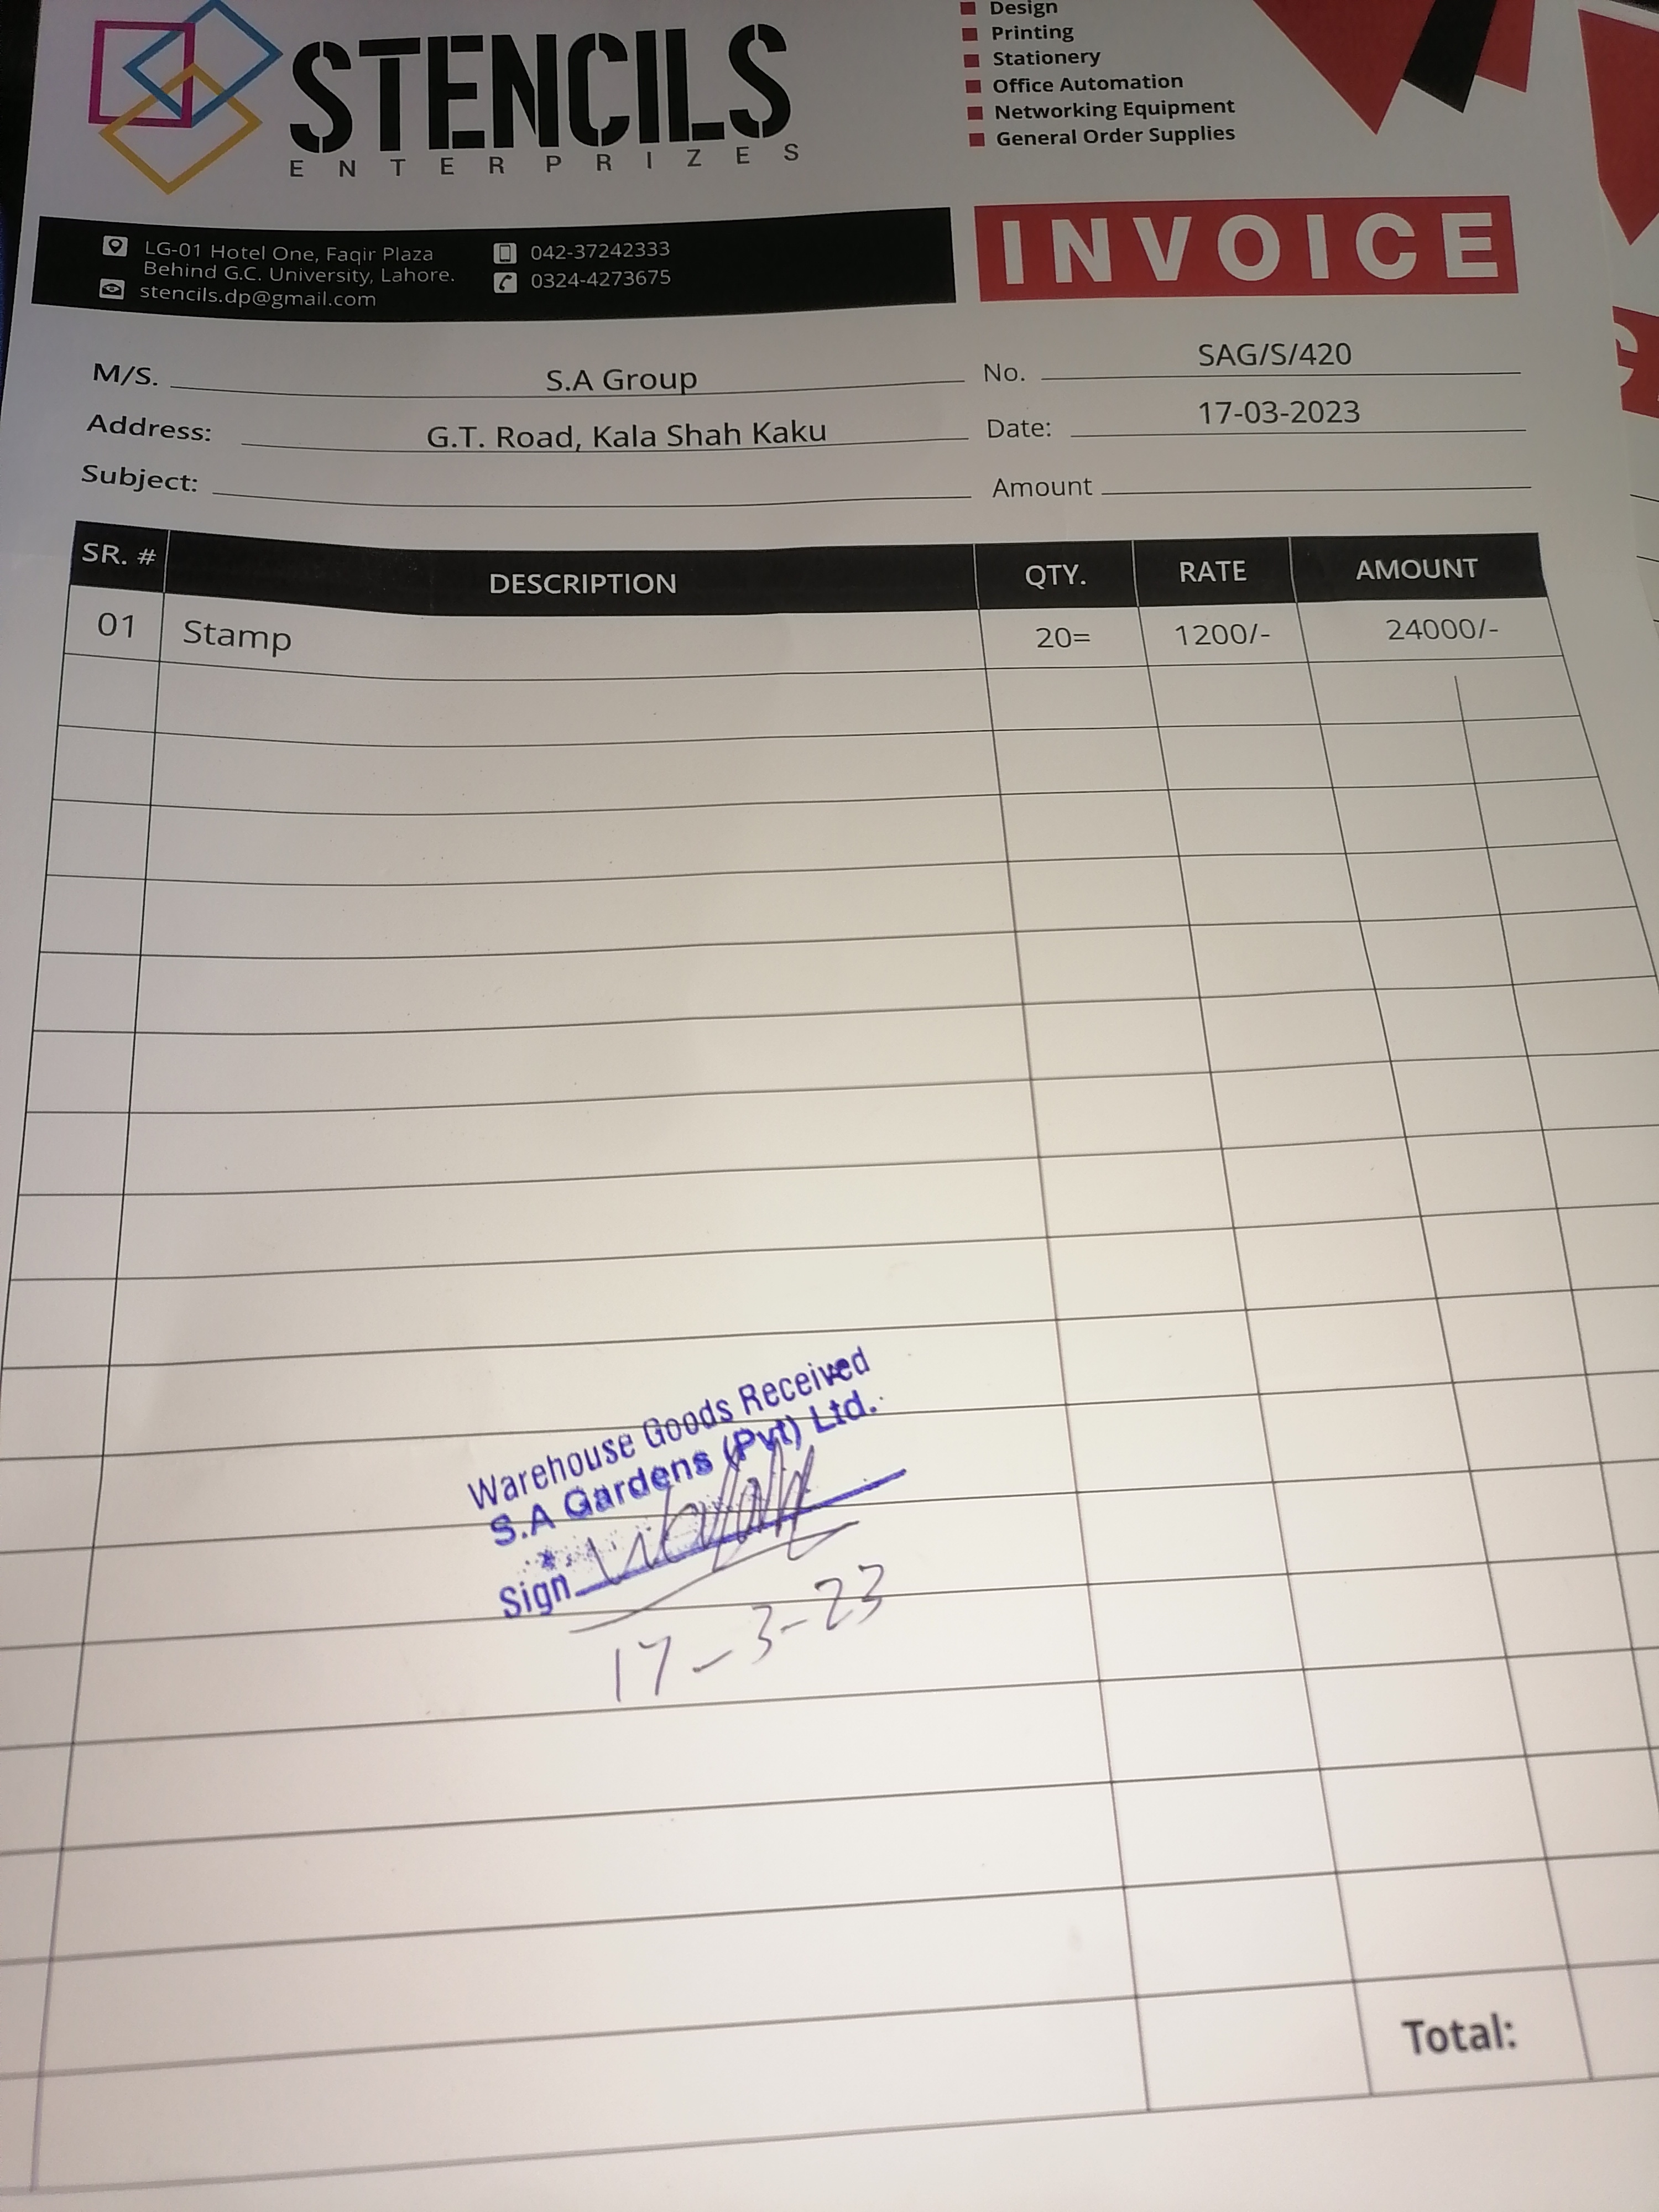 STENCILS
ENTERPRIZES
Design
Printing
Stationery
Office Automation
Networking Equipment
General Order Supplies
LG-01 Hotel One, Faqir Plaza
Behind G.C. University, Lahore.
stencils.dp@gmail.com
042-37242333
0324-4273675
INVOICE
M/S. S.A Group
No. SAG/S/420
Address: G.T. Road, Kala Shah Kaku
Date: 17-03-2023
Subject:
Amount
SR. # DESCRIPTION QTY. RATE AMOUNT
01 Stamp 20= 1200/- 24000/-
Warehouse Goods Received
S.A Gardens (Pvt) Ltd.
Sign
17-3-23
Total: